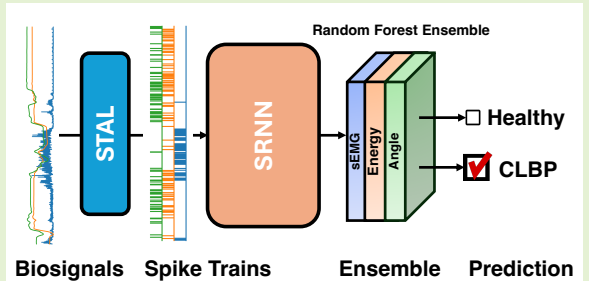 Random Forest Ensemble
STAL
SRNN
sEMG
Energy
Angle
Healthy
CLBP
Biosignals Spike Trains Ensemble Prediction